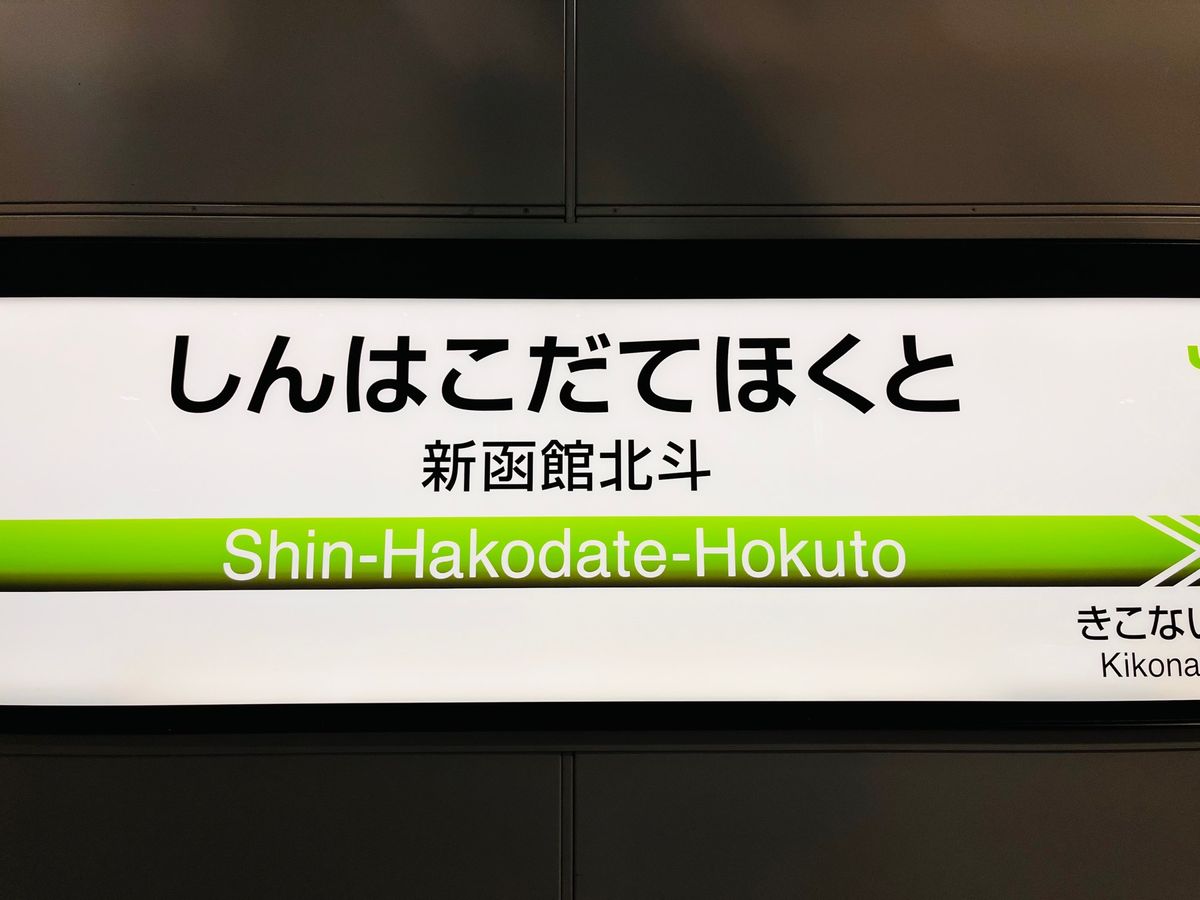 しんはこだてほくと
新函館北斗
Shin-Hakodate-Hokuto
きこない
Kikona